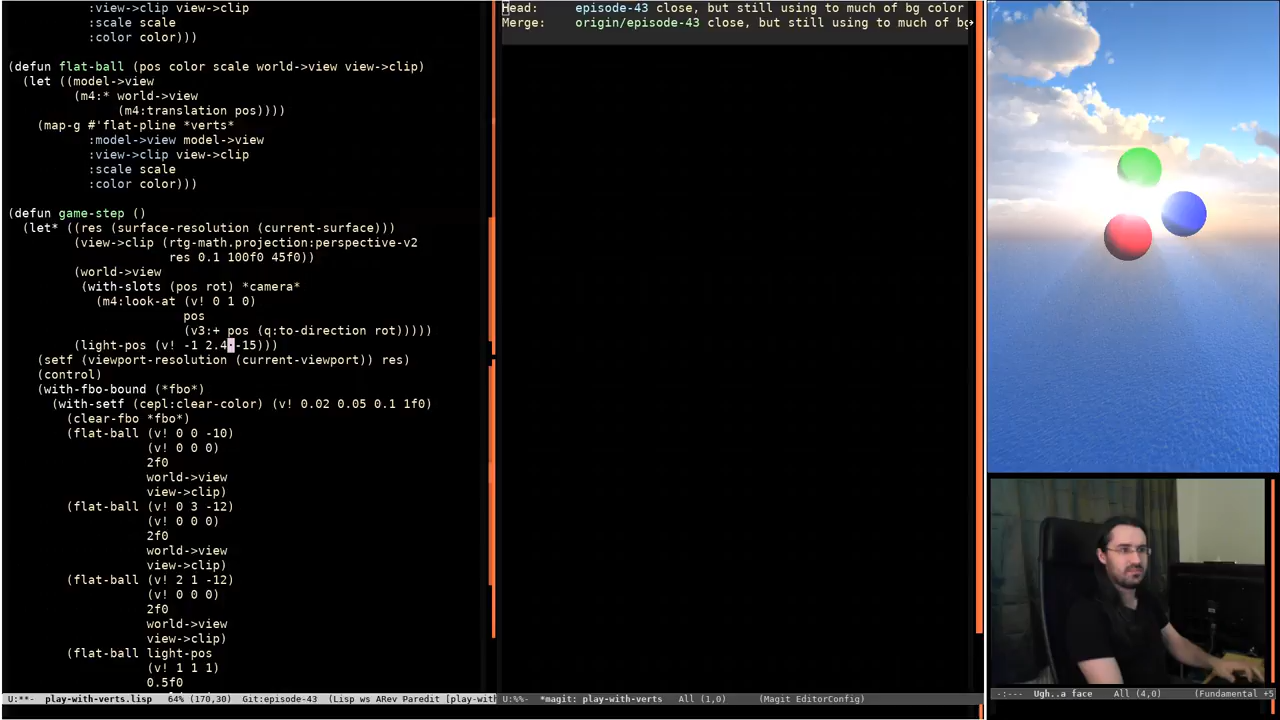 :view->clip view->clip
:scale scale
:color color)))
(defun flat-ball (pos color scale world->view view->clip)
(let ((model->view
(m4:* world->view
(m4:translation pos))))
(map-g #'flat-pline *verts*
:model->view model->view
:view->clip view->clip
:scale scale
:color color)))
(defun game-step ()
(let* ((res (surface-resolution (current-surface)))
(view->clip (rtg-math.projection:perspective-v2
res 0.1 100f0 45f0))
(world->view
(with-slots (pos rot) *camera*
(m4:look-at (v! 0 1 0)
pos
(v3:+ pos (q:to-direction rot)))))
(light-pos (v! -1 2.4 -15)))
(setf (viewport-resolution (current-viewport)) res)
(control)
(with-fbo-bound (*fbo*)
(with-setf (cepl:clear-color) (v! 0.02 0.05 0.1 1f0)
(clear-fbo *fbo*)
(flat-ball (v! 0 0 -10)
(v! 0 0 0)
2f0
world->view
view->clip)
(flat-ball (v! 0 3 -12)
(v! 0 0 0)
2f0
world->view
view->clip)
(flat-ball (v! 2 1 -12)
(v! 0 0 0)
2f0
world->view
view->clip)
(flat-ball light-pos
(v! 1 1 1)
0.5f0
U:**- play-with-verts.lisp 64% (170,30) Git:episode-43 (Lisp ws ARev Paredit [play-wit
Head: episode-43 close, but still using to much of bg color
Merge: origin/episode-43 close, but still using to much of bg
U:%%- *magit: play-with-verts All (1,0) (Magit EditorConfig)
-:--- Ugh..a face All (4,0) (Fundamental +5